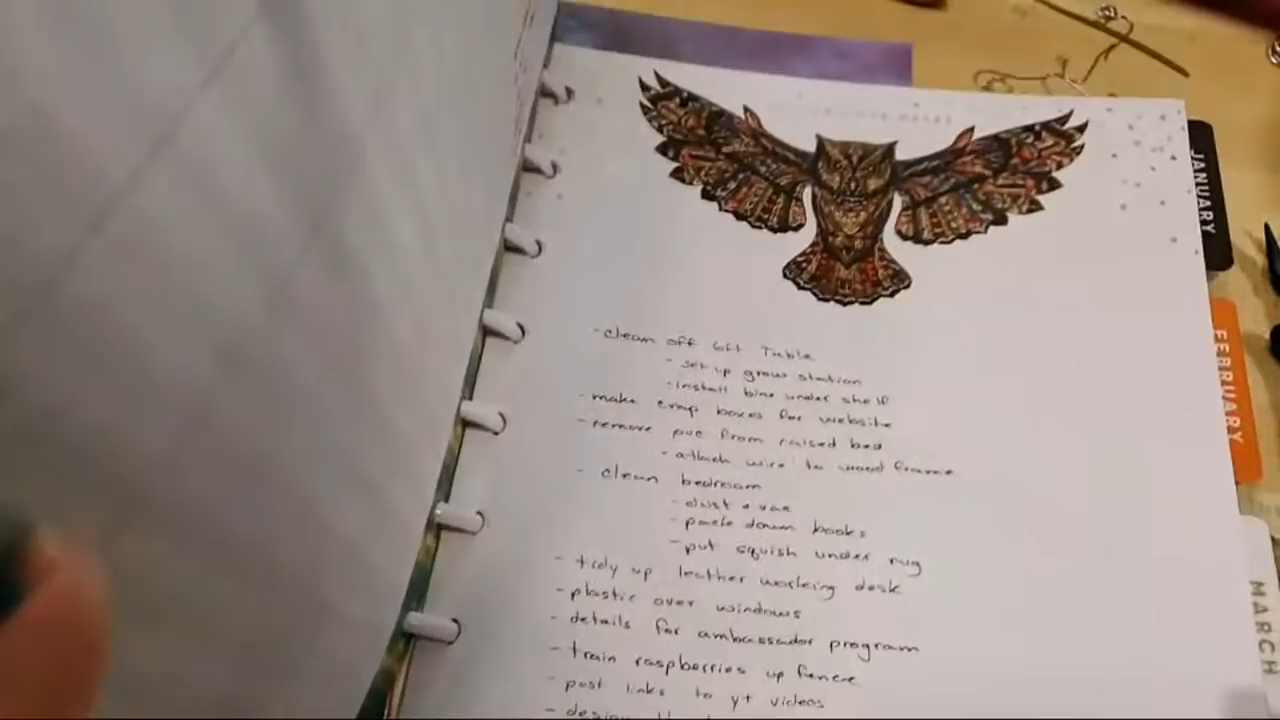 - clean off 6ft Table
- set up grow station
- install bins under shelf
- make crap boxes for website
- remove pvc from raised bed
- attach wire to wood frame
- clean bedroom
- dust & vac
- pack down books
- put squish under rug
- tidy up leather working desk
- plastic over windows
- details for ambassador program
- train raspberries up fence
- post links to yt videos
JANUARY
FEBRUARY
MARCH